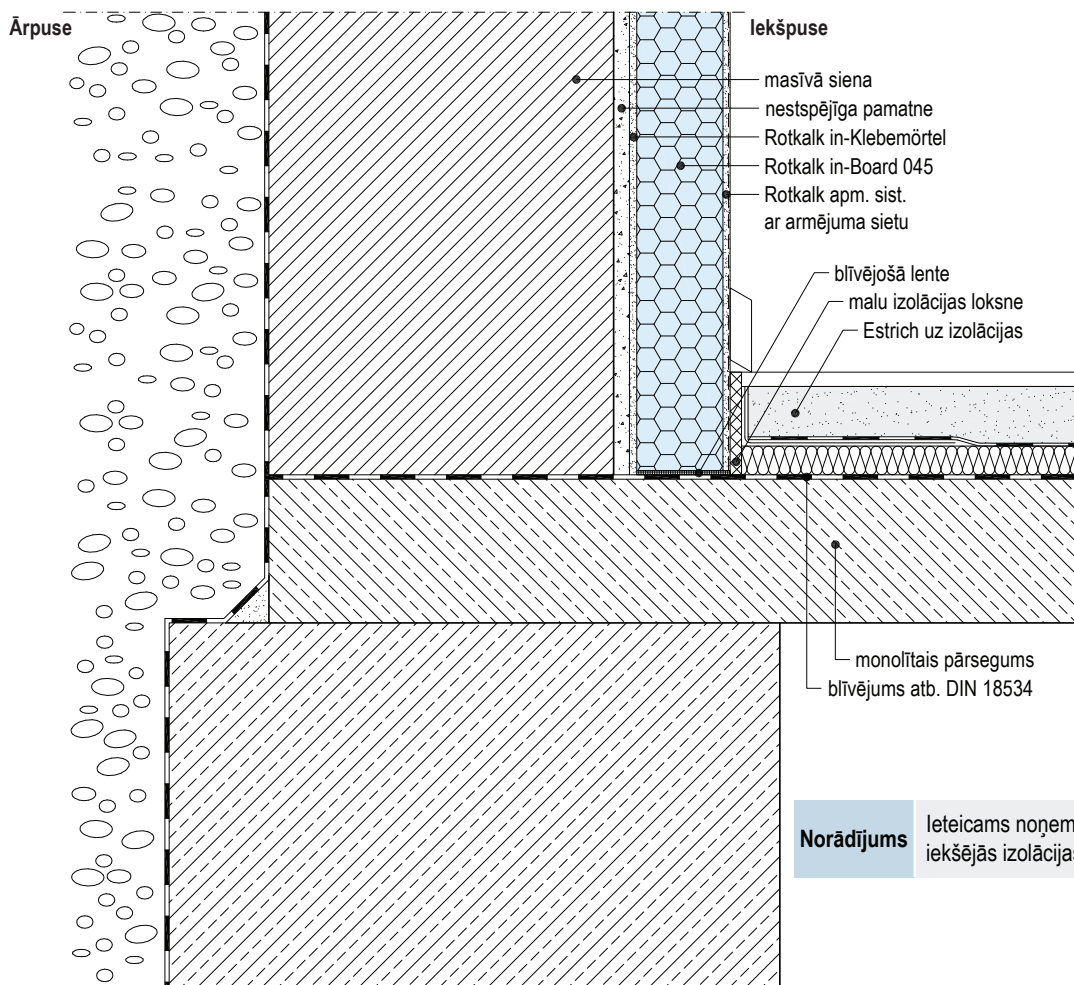 Ārpuse
Iekšpuse
masīvā siena
nestspējīga pamatne
Rotkalk in-Klebemörtel
Rotkalk in-Board 045
Rotkalk apm. sist.
ar armējuma sietu
blīvējošā lente
malu izolācijas loksne
Estrich uz izolācijas
monolītais pārsegums
blīvējums atb. DIN 18534
Norādījums
Ieteicams noņem
iekšējās izolācijas